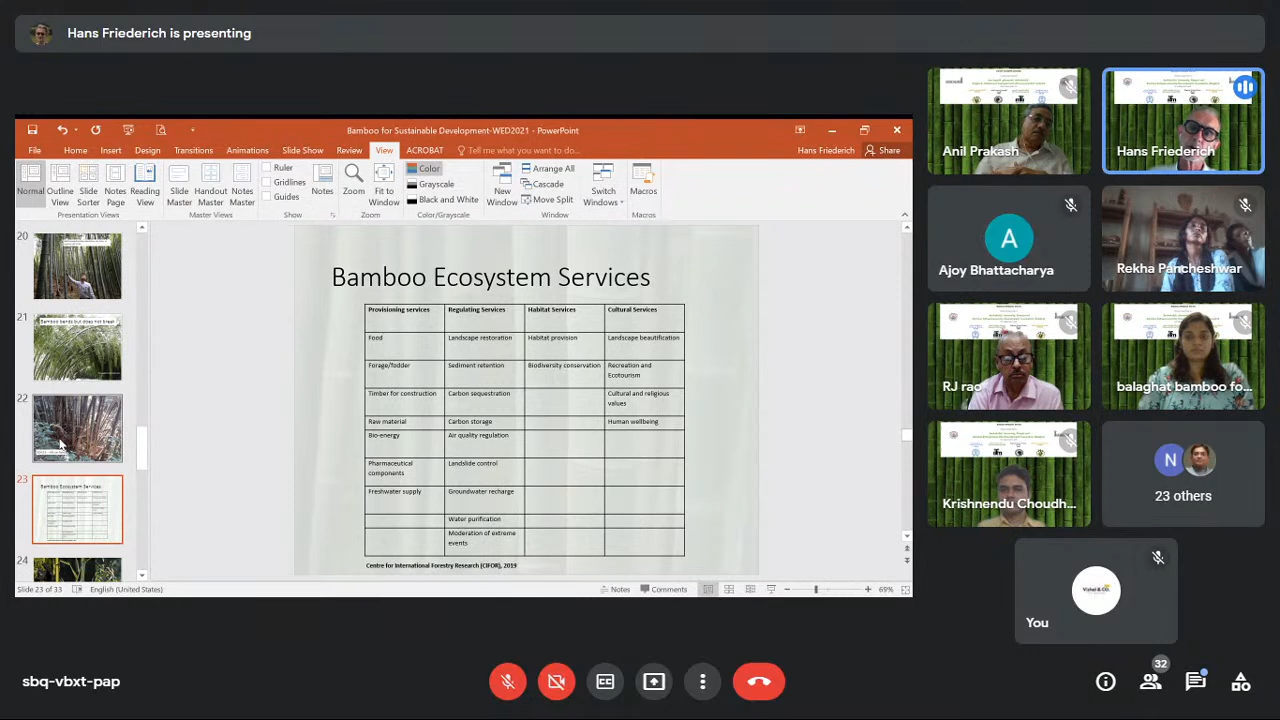 Hans Friederich is presenting
Bamboo for Sustainable Development-WED2021 - PowerPoint
File Home Insert Design Transitions Animations Slide Show Review View ACROBAT Tell me what you want to do... Hans Friederich Share
Normal Outline View Slide Sorter Notes Page Reading View
Presentation Views
Slide Master Handout Master Notes Master
Master Views
Ruler
Gridlines
Guides
Show
Notes
Zoom Fit to Window
Zoom
Color
Grayscale
Black and White
Color/Grayscale
New Window
Arrange All
Cascade
Move Split
Switch Windows
Window
Macros
Macros
20
21
Bamboo bends but does not break
22
23
Bamboo Ecosystem Services
24
Bamboo Ecosystem Services
Provisioning services Regulating Services Habitat Services Cultural Services
Food Landscape restoration Habitat provision Landscape beautification
Forage/fodder Sediment retention Biodiversity conservation Recreation and Ecotourism
Timber for construction Carbon sequestration Cultural and religious values
Raw material Carbon storage Human wellbeing
Bio-energy Air quality regulation
Pharmaceutical components Landslide control
Freshwater supply Groundwater recharge
Water purification
Moderation of extreme events
Centre for International Forestry Research (CIFOR), 2019
Slide 23 of 33 English (United States) Notes Comments 69%
Anil Prakash
Hans Friederich
A
Ajoy Bhattacharya
Rekha Pancheshwar
RJ rao
balaghat bamboo fo...
Krishnendu Choudh...
N
23 others
You
sbq-vbxt-pap
32